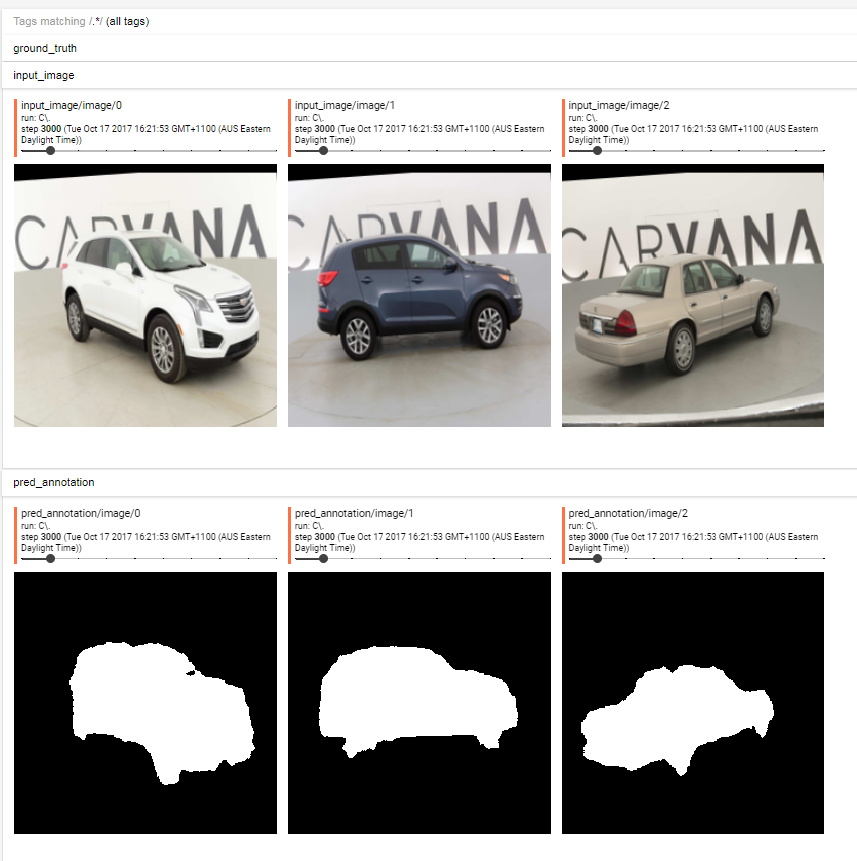 Tags matching /.*/ (all tags)
ground_truth
input_image
input_image/image/0
run: C\.
step 3000 (Tue Oct 17 2017 16:21:53 GMT+1100 (AUS Eastern
Daylight Time))
input_image/image/1
run: C\.
step 3000 (Tue Oct 17 2017 16:21:53 GMT+1100 (AUS Eastern
Daylight Time))
input_image/image/2
run: C\.
step 3000 (Tue Oct 17 2017 16:21:53 GMT+1100 (AUS Eastern
Daylight Time))
CARVANA
CARVANA
CARVANA
pred_annotation
pred_annotation/image/0
run: C\.
step 3000 (Tue Oct 17 2017 16:21:53 GMT+1100 (AUS Eastern
Daylight Time))
pred_annotation/image/1
run: C\.
step 3000 (Tue Oct 17 2017 16:21:53 GMT+1100 (AUS Eastern
Daylight Time))
pred_annotation/image/2
run: C\.
step 3000 (Tue Oct 17 2017 16:21:53 GMT+1100 (AUS Eastern
Daylight Time))